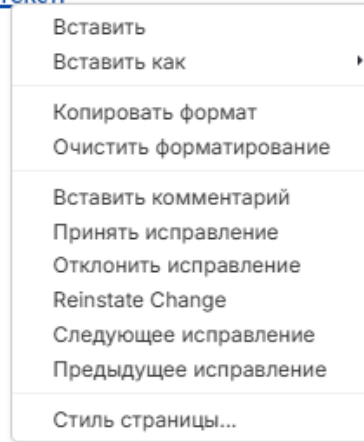 Вставить
Вставить как
Копировать формат
Очистить форматирование
Вставить комментарий
Принять исправление
Отклонить исправление
Reinstate Change
Следующее исправление
Предыдущее исправление
Стиль страницы...